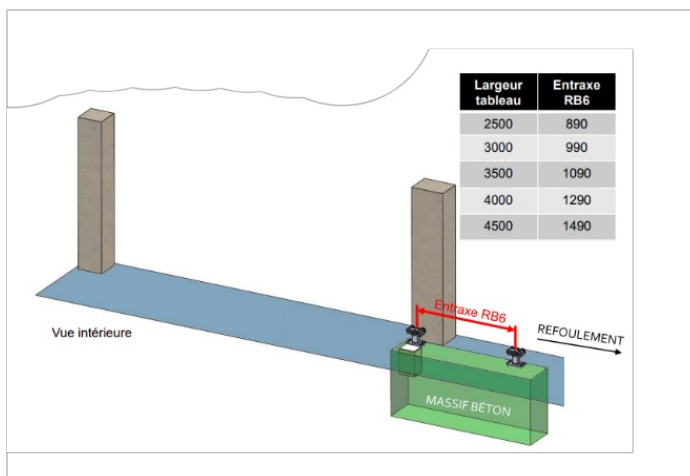 Largeur tableau Entraxe RB6
2500 890
3000 990
3500 1090
4000 1290
4500 1490
Entraxe RB6
REFOULEMENT
Vue intérieure
MASSIF BÉTON